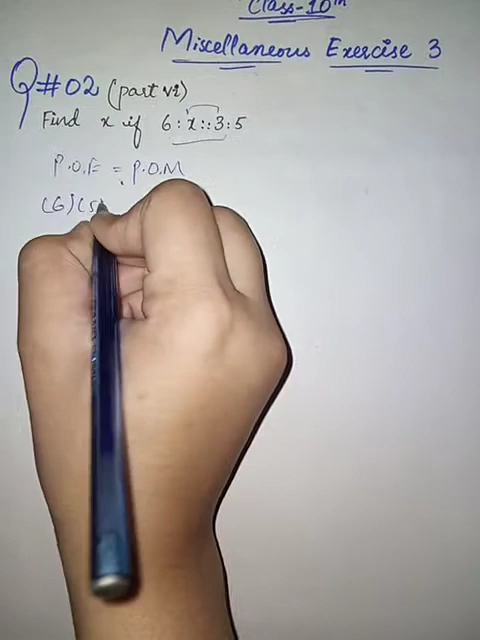 Class-10th
Miscellaneous Exercise 3
Q#02 (part vi)
Find x if 6:x::3:5
P.O.E = P.O.M
(6)(5